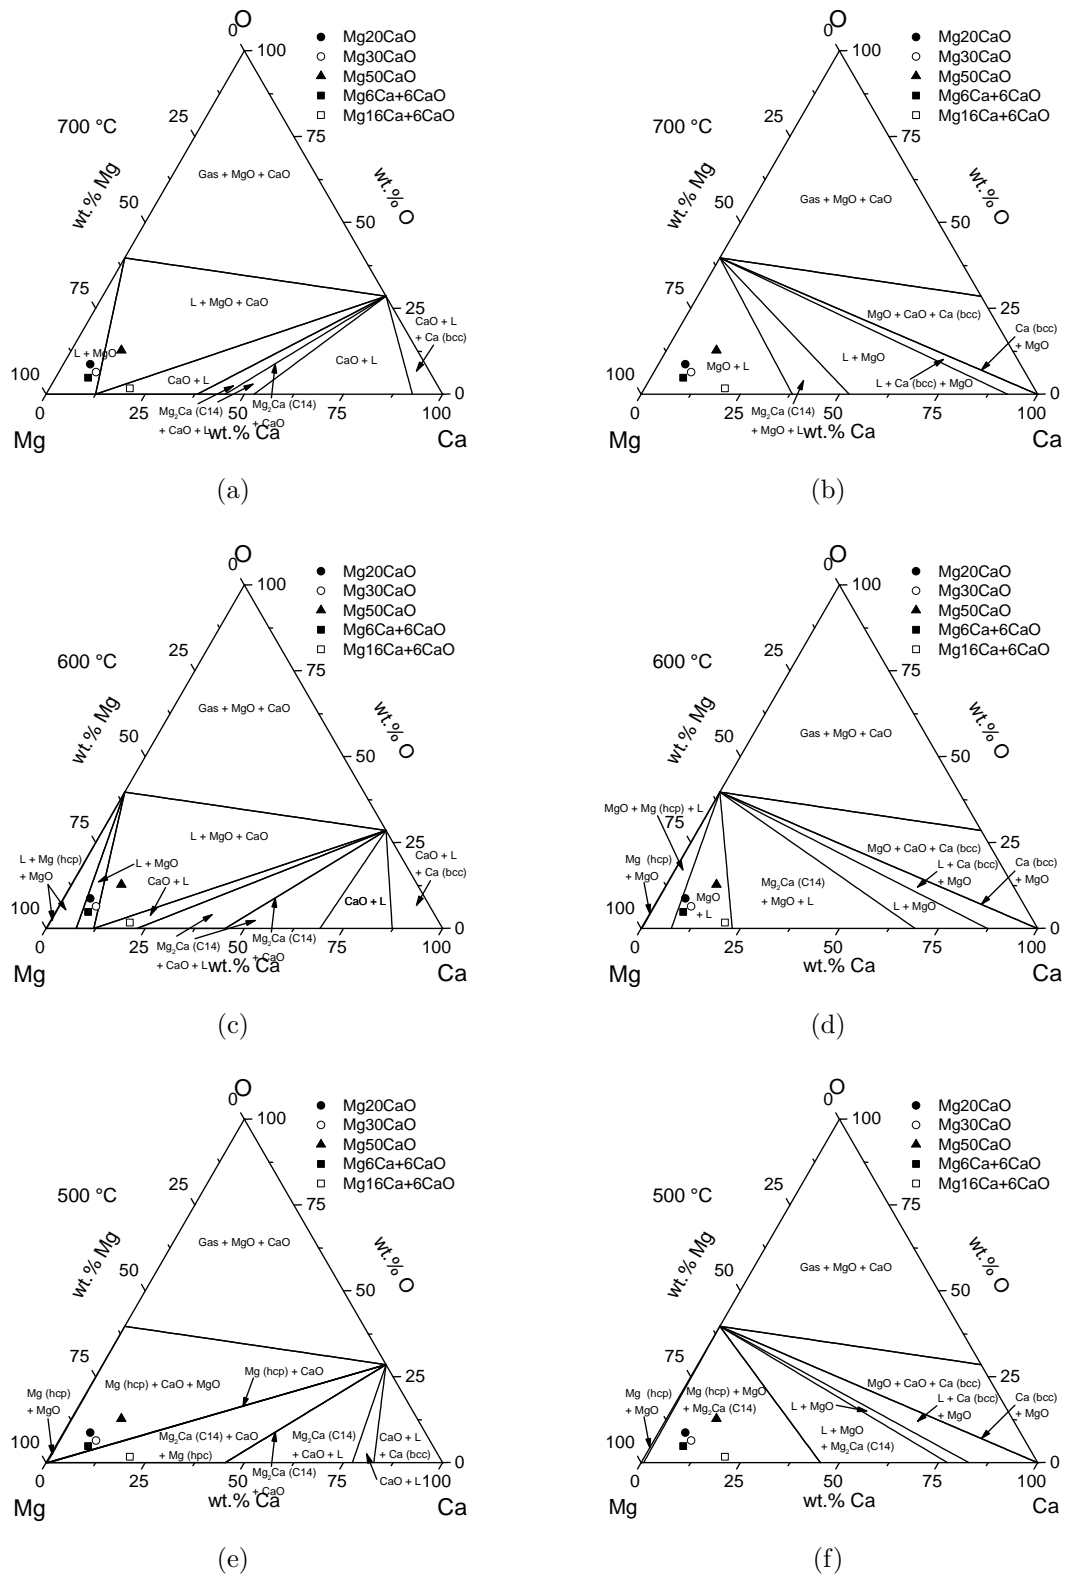 O
0
100
Mg20CaO
Mg30CaO
Mg50CaO
Mg6Ca+6CaO
Mg16Ca+6CaO
25
700 °C
75
wt.% Mg
Gas + MgO + CaO
wt.% O
50
50
75
L + MgO + CaO
25
CaO + L
+ Ca (bcc)
L + MgO
CaO + L
CaO + L
100
0
Mg2Ca (C14)
+ CaO + L
Mg2Ca (C14)
+ CaO
0
25
50
75
100
wt.% Ca
Mg
Ca
(a)
O
0
100
Mg20CaO
Mg30CaO
Mg50CaO
Mg6Ca+6CaO
Mg16Ca+6CaO
25
700 °C
75
wt.% Mg
Gas + MgO + CaO
wt.% O
50
50
75
25
MgO + CaO + Ca (bcc)
Ca (bcc)
+ MgO
L + MgO
MgO + L
L + Ca (bcc) + MgO
100
0
Mg2Ca (C14)
+ MgO + L
0
25
50
75
100
wt.% Ca
Mg
Ca
(b)
O
0
100
Mg20CaO
Mg30CaO
Mg50CaO
Mg6Ca+6CaO
Mg16Ca+6CaO
25
600 °C
75
wt.% Mg
Gas + MgO + CaO
wt.% O
50
50
75
L + MgO + CaO
25
L + Mg (hcp)
+ MgO
L + MgO
CaO + L
CaO + L
+ Ca (bcc)
CaO + L
100
0
Mg2Ca (C14)
+ CaO + L
Mg2Ca (C14)
+ CaO
0
25
50
75
100
wt.% Ca
Mg
Ca
(c)
O
0
100
Mg20CaO
Mg30CaO
Mg50CaO
Mg6Ca+6CaO
Mg16Ca+6CaO
25
600 °C
75
wt.% Mg
Gas + MgO + CaO
wt.% O
50
50
MgO + Mg (hcp) + L
75
25
MgO + CaO + Ca (bcc)
Mg (hcp)
+ MgO
L + Ca (bcc)
+ MgO
Ca (bcc)
+ MgO
Mg2Ca (C14)
+ MgO + L
MgO
+ L
L + MgO
100
0
0
25
50
75
100
wt.% Ca
Mg
Ca
(d)
O
0
100
Mg20CaO
Mg30CaO
Mg50CaO
Mg6Ca+6CaO
Mg16Ca+6CaO
25
500 °C
75
wt.% Mg
Gas + MgO + CaO
wt.% O
50
50
75
25
Mg (hcp) + CaO
Mg (hcp) + CaO + MgO
Mg (hcp)
+ MgO
Mg2Ca (C14) + CaO
+ Mg (hpc)
Mg2Ca (C14)
+ CaO + L
CaO + L
+ Ca (bcc)
100
0
Mg2Ca (C14)
+ CaO
CaO + L
0
25
50
75
100
wt.% Ca
Mg
Ca
(e)
O
0
100
Mg20CaO
Mg30CaO
Mg50CaO
Mg6Ca+6CaO
Mg16Ca+6CaO
25
500 °C
75
wt.% Mg
Gas + MgO + CaO
wt.% O
50
50
75
25
MgO + CaO + Ca (bcc)
Mg (hcp)
+ MgO
Mg (hcp) + MgO
+ Mg2Ca (C14)
L + MgO
L + Ca (bcc)
+ MgO
Ca (bcc)
+ MgO
L + MgO
+ Mg2Ca (C14)
100
0
0
25
50
75
100
wt.% Ca
Mg
Ca
(f)